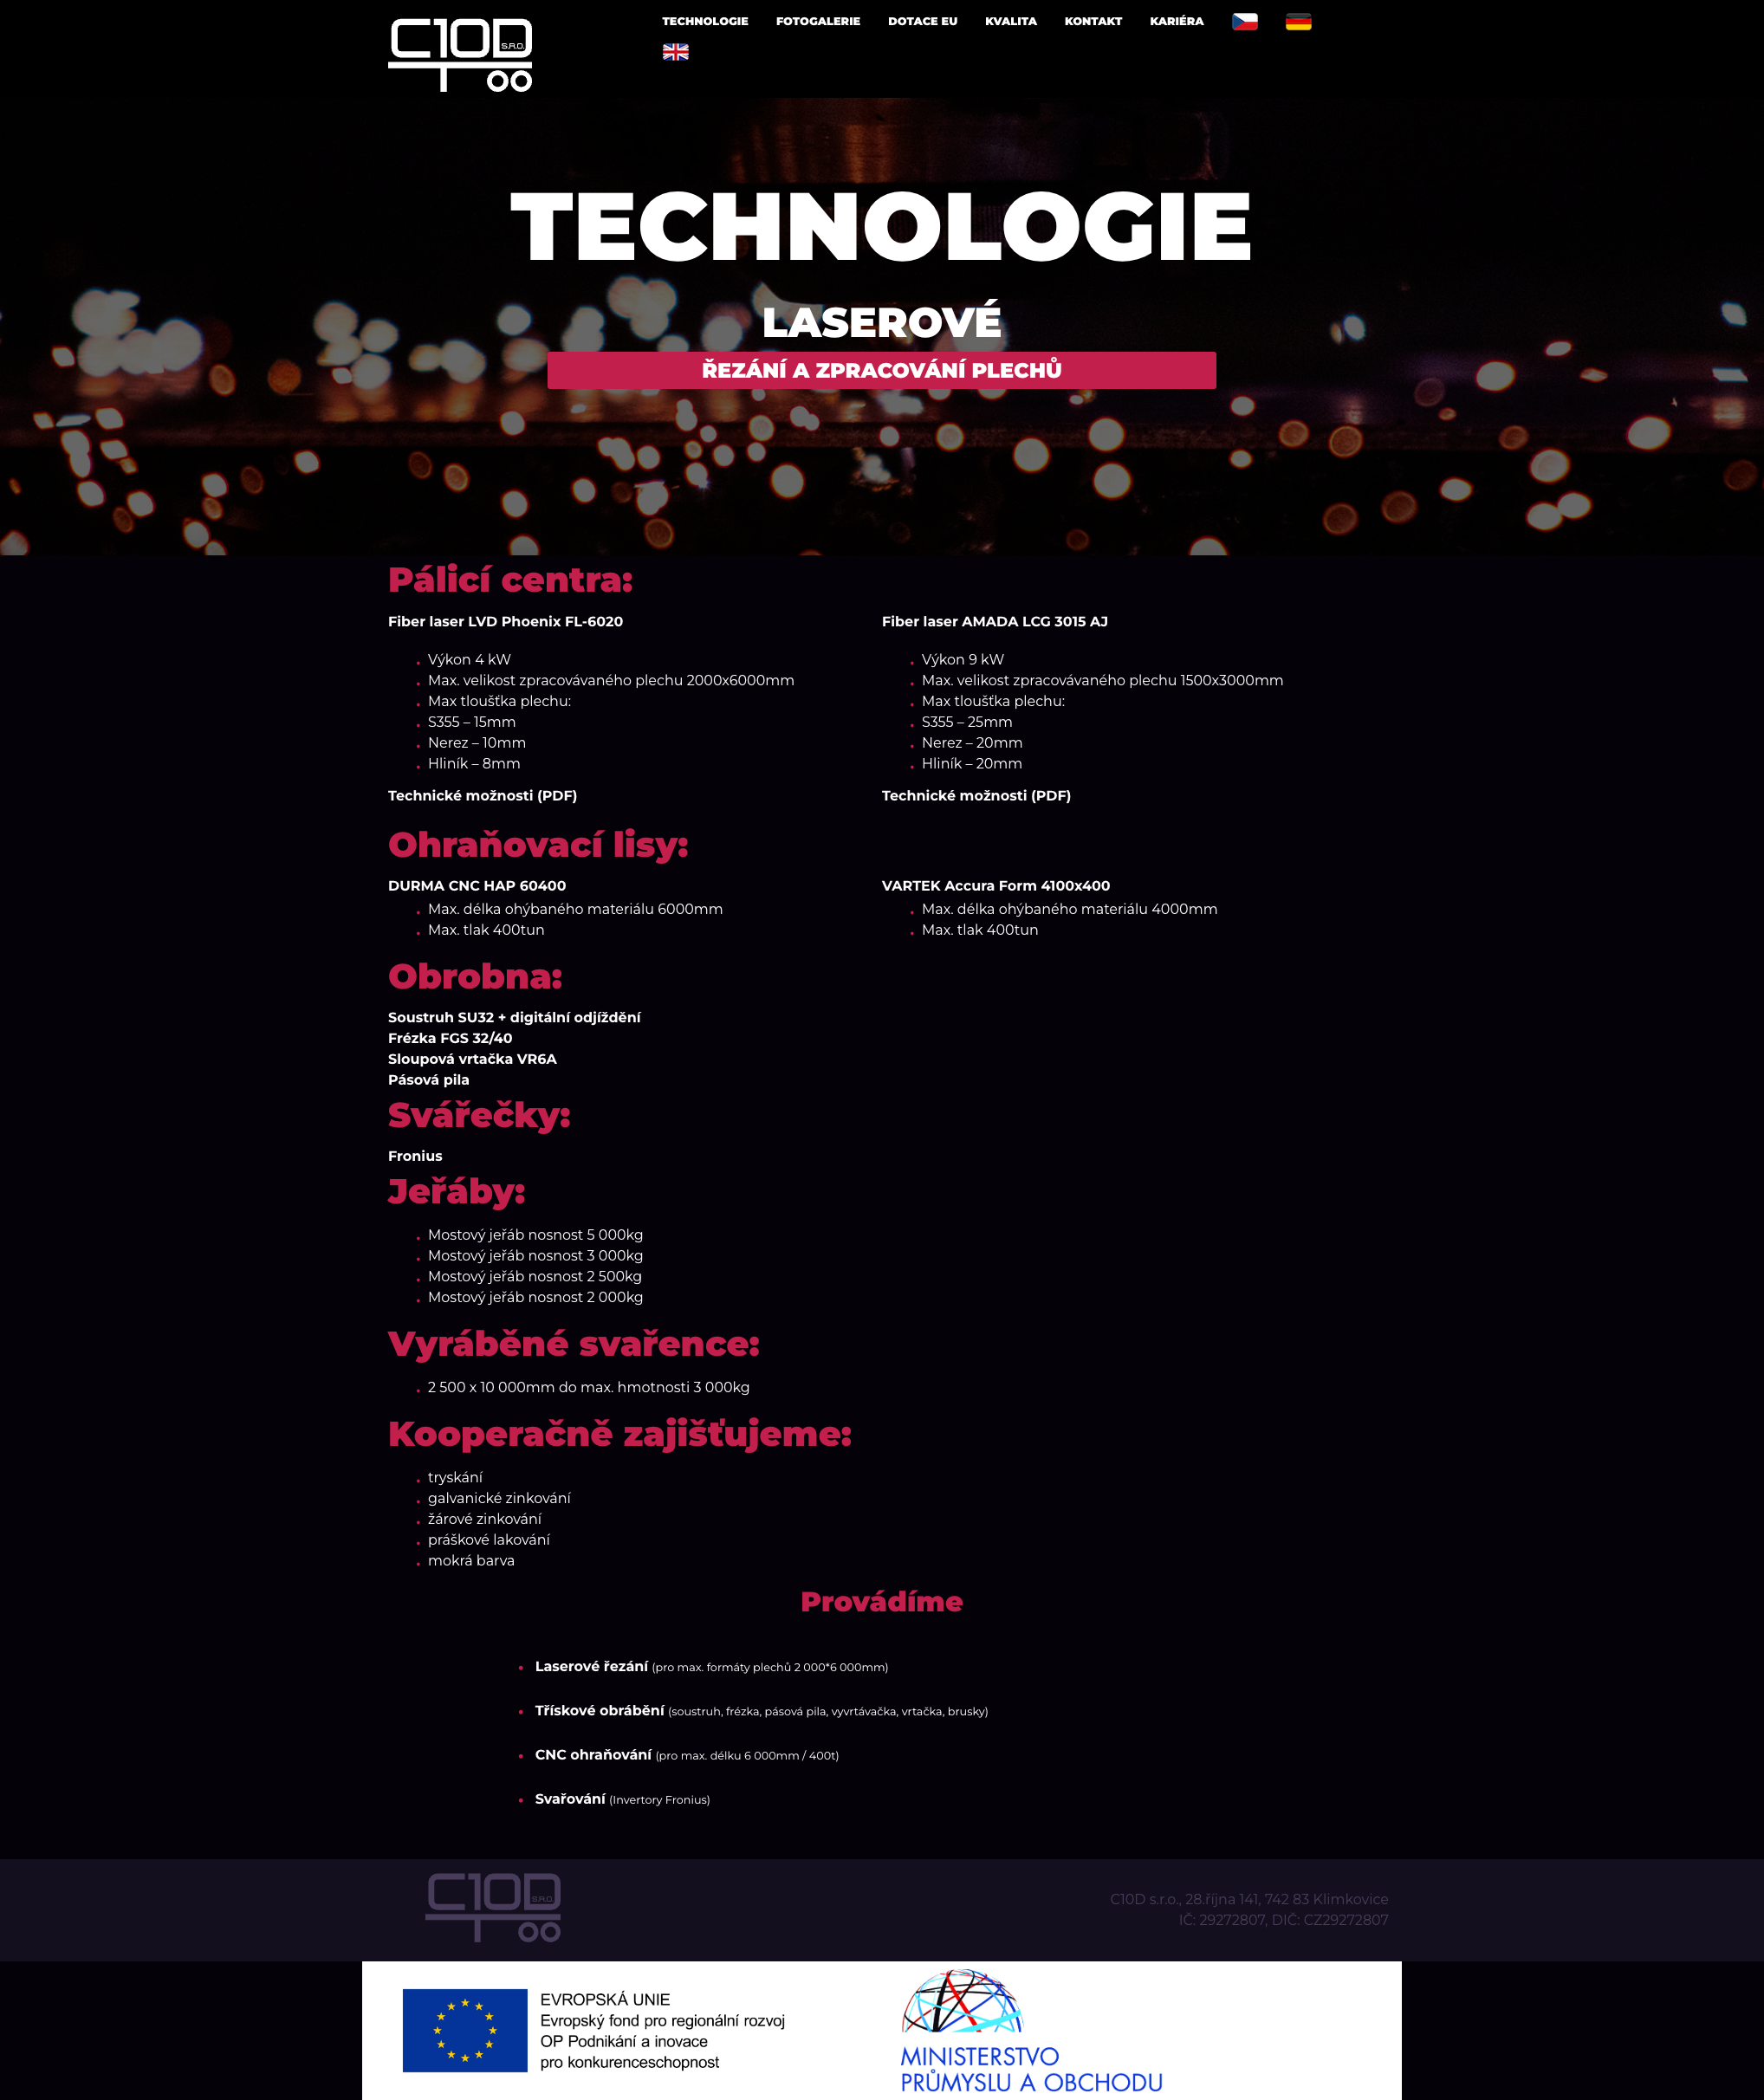 C10D S.R.O.
TECHNOLOGIE FOTOGALERIE DOTACE EU KVALITA KONTAKT KARIÉRA
TECHNOLOGIE
LASEROVÉ
ŘEZÁNÍ A ZPRACOVÁNÍ PLECHŮ
Pálicí centra:
Fiber laser LVD Phoenix FL-6020
Výkon 4 kW
Max. velikost zpracovávaného plechu 2000x6000mm
Max tloušťka plechu:
S355 – 15mm
Nerez – 10mm
Hliník – 8mm
Technické možnosti (PDF)
Fiber laser AMADA LCG 3015 AJ
Výkon 9 kW
Max. velikost zpracovávaného plechu 1500x3000mm
Max tloušťka plechu:
S355 – 25mm
Nerez – 20mm
Hliník – 20mm
Technické možnosti (PDF)
Ohraňovací lisy:
DURMA CNC HAP 60400
Max. délka ohýbaného materiálu 6000mm
Max. tlak 400tun
VARTEK Accura Form 4100x400
Max. délka ohýbaného materiálu 4000mm
Max. tlak 400tun
Obrobna:
Soustruh SU32 + digitální odjíždění
Frézka FGS 32/40
Sloupová vrtačka VR6A
Pásová pila
Svářečky:
Fronius
Jeřáby:
Mostový jeřáb nosnost 5 000kg
Mostový jeřáb nosnost 3 000kg
Mostový jeřáb nosnost 2 500kg
Mostový jeřáb nosnost 2 000kg
Vyráběné svařence:
2 500 x 10 000mm do max. hmotnosti 3 000kg
Kooperačně zajišťujeme:
tryskání
galvanické zinkování
žárové zinkování
práškové lakování
mokrá barva
Provádíme
Laserové řezání (pro max. formáty plechů 2 000*6 000mm)
Třískové obrábění (soustruh, frézka, pásová pila, vyvrtávačka, vrtačka, brusky)
CNC ohraňování (pro max. délku 6 000mm / 400t)
Svařování (Invertory Fronius)
C10D S.R.O.
C10D s.r.o., 28.října 141, 742 83 Klimkovice
IČ: 29272807, DIČ: CZ29272807
EVROPSKÁ UNIE
Evropský fond pro regionální rozvoj
OP Podnikání a inovace
pro konkurenceschopnost
MINISTERSTVO
PRŮMYSLU A OBCHODU